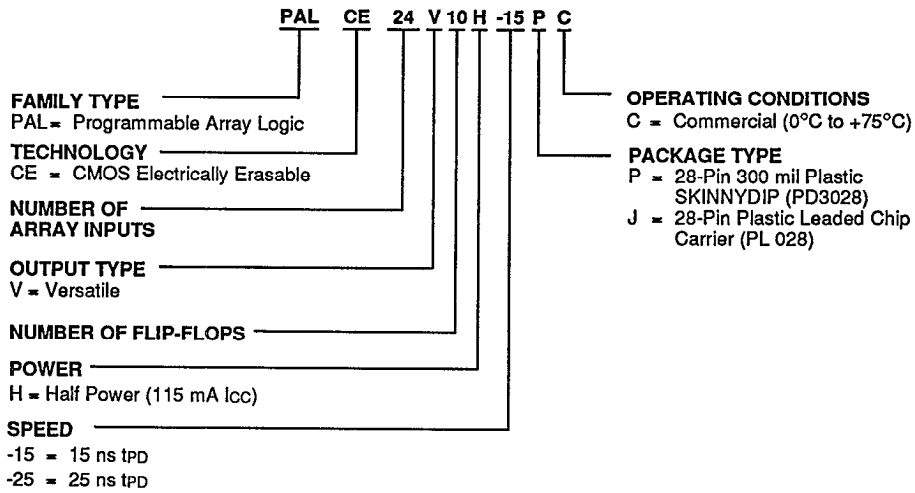 PAL CE 24 V 10 H -15 P C
FAMILY TYPE
PAL = Programmable Array Logic
TECHNOLOGY
CE = CMOS Electrically Erasable
NUMBER OF
ARRAY INPUTS
OUTPUT TYPE
V = Versatile
NUMBER OF FLIP-FLOPS
POWER
H = Half Power (115 mA ICC)
SPEED
-15 = 15 ns tPD
-25 = 25 ns tPD
OPERATING CONDITIONS
C = Commercial (0°C to +75°C)
PACKAGE TYPE
P = 28-Pin 300 mil Plastic
SKINNYDIP (PD3028)
J = 28-Pin Plastic Leaded Chip
Carrier (PL 028)